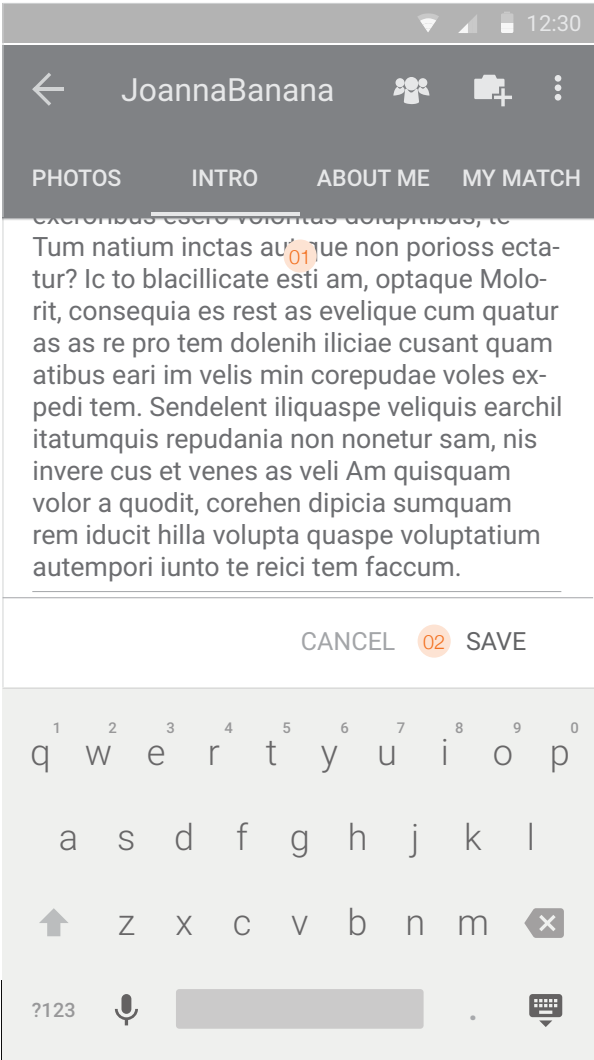 12:30
JoannaBanana
PHOTOS INTRO ABOUT ME MY MATCH
exeroribus esero voloritas dolupitibus, te
Tum natium inctas que non porioss ecta-
01
tur? Ic to blacillicate esti am, optaque Molo-
rit, consequia es rest as evelique cum quatur
as as re pro tem dolenih iliciae cusant quam
atibus eari im velis min corepudae voles ex-
pedi tem. Sendelent iliquaspe veliquis earchil
itatumquis repudania non nonetur sam, nis
invere cus et venes as veli Am quisquam
volor a quodit, corehen dipicia sumquam
rem iducit hilla volupta quaspe voluptatium
autempori iunto te reici tem faccum.
CANCEL 02 SAVE
1 2 3 4 5 6 7 8 9 0
q w e r t y u i o p
a s d f g h j k l
z x c v b n m
?123 .